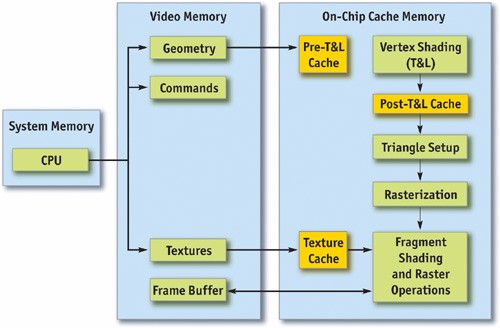 Video Memory
On-Chip Cache Memory
Geometry
Pre-T&L
Cache
Vertex Shading
(T&L)
Commands
Post-T&L Cache
System Memory
CPU
Triangle Setup
Rasterization
Textures
Texture
Cache
Fragment
Shading
and Raster
Operations
Frame Buffer